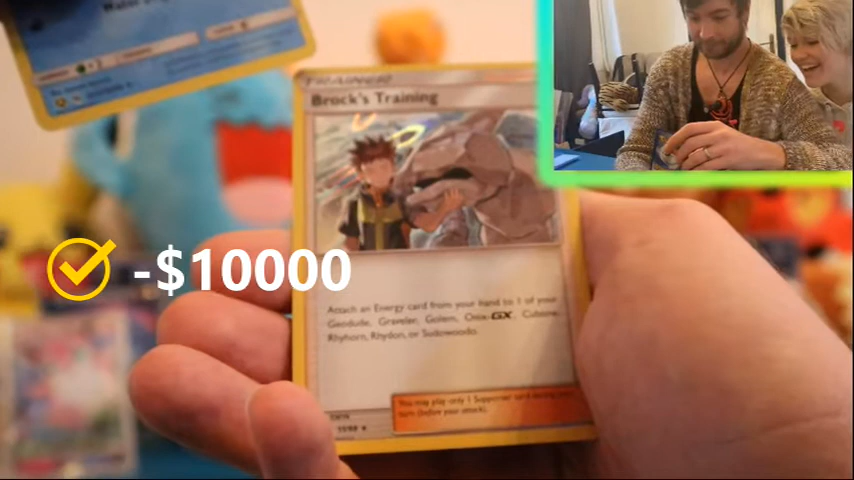 TRAINER
Brock's Training
-$10000
Attach an Energy card from your hand to 1 of your
Geodude, Graveler, Golem, Onix-GX, Cubone,
Rhyhorn, Rhydon, or Sudowoodo.
You may play only 1 Supporter card during your
turn (before your attack).